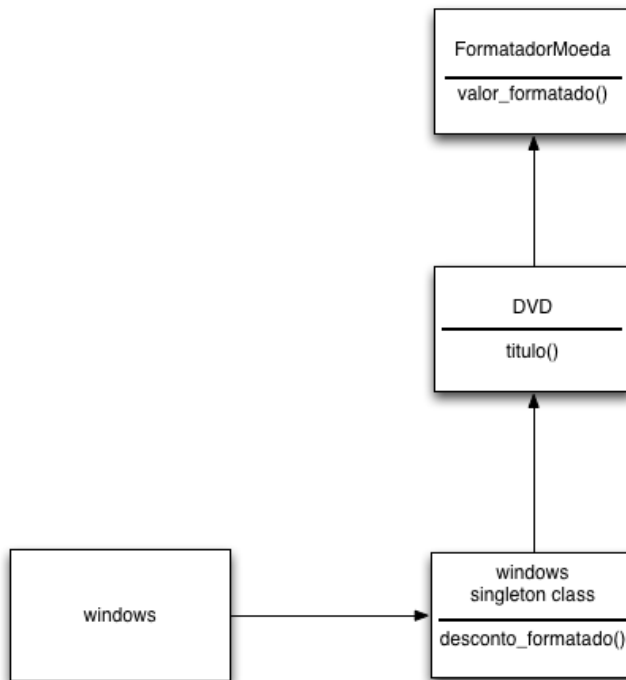 FormatadorMoeda
valor_formatado()
DVD
titulo()
windows
windows
singleton class
desconto_formatado()